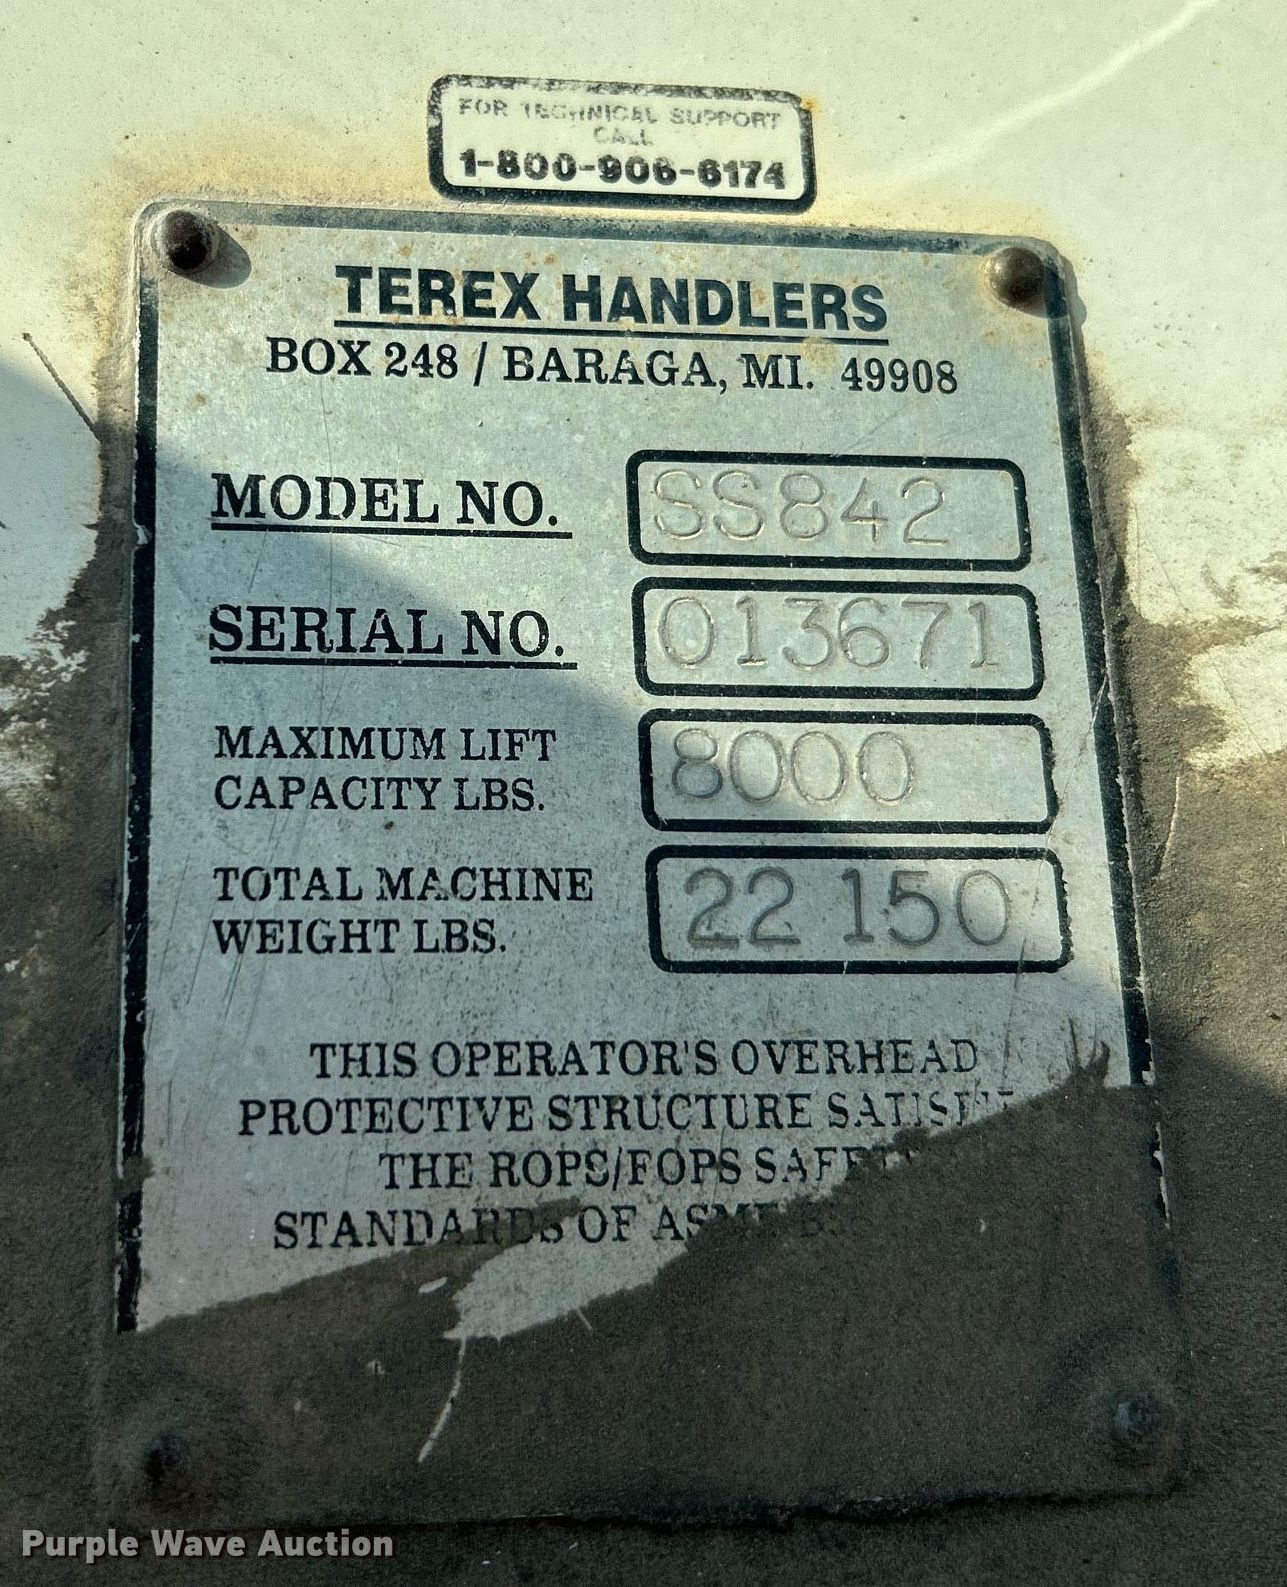 FOR TECHNICAL SUPPORT
CALL
1-800-906-6174
TEREX HANDLERS
BOX 248 / BARAGA, MI. 49908
MODEL NO. SS842
SERIAL NO. 013671
MAXIMUM LIFT
CAPACITY LBS. 8000
TOTAL MACHINE
WEIGHT LBS. 22 150
THIS OPERATOR'S OVERHEAD
PROTECTIVE STRUCTURE
THE ROPS/FOPS
STANDARDS OF ASME
Purple Wave Auction